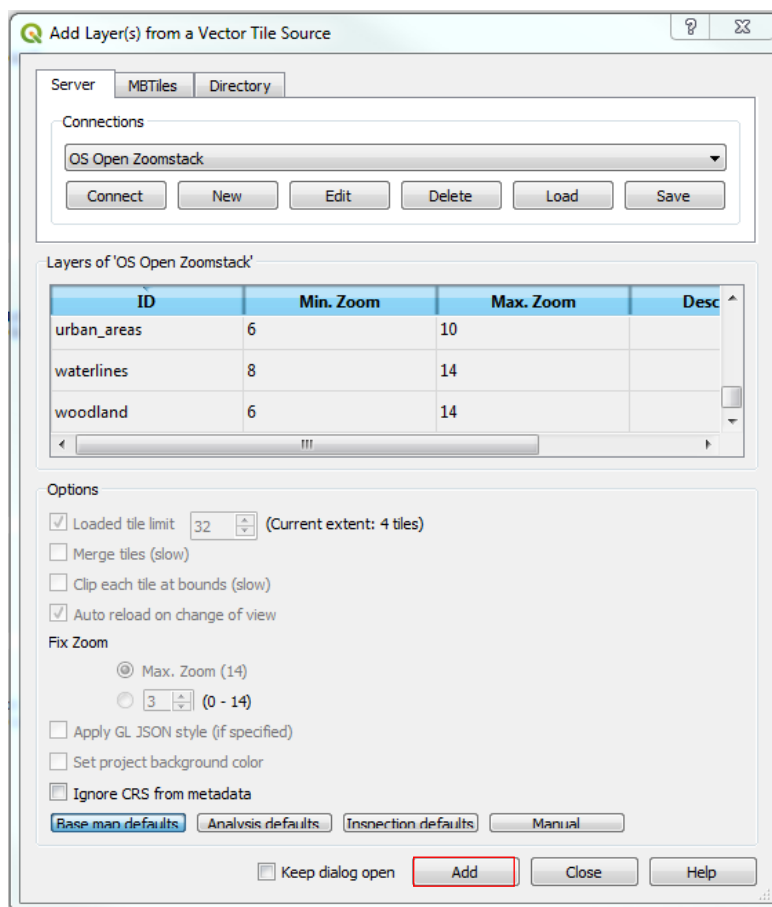 Add Layer(s) from a Vector Tile Source
Server MBTiles Directory
Connections
OS Open Zoomstack
Connect New Edit Delete Load Save
Layers of 'OS Open Zoomstack'
ID Min. Zoom Max. Zoom Desc
urban_areas 6 10
waterlines 8 14
woodland 6 14
Options
Loaded tile limit 32 (Current extent: 4 tiles)
Merge tiles (slow)
Clip each tile at bounds (slow)
Auto reload on change of view
Fix Zoom
Max. Zoom (14)
3 (0 - 14)
Apply GL JSON style (if specified)
Set project background color
Ignore CRS from metadata
Base map defaults Analysis defaults Inspection defaults Manual
Keep dialog open Add Close Help